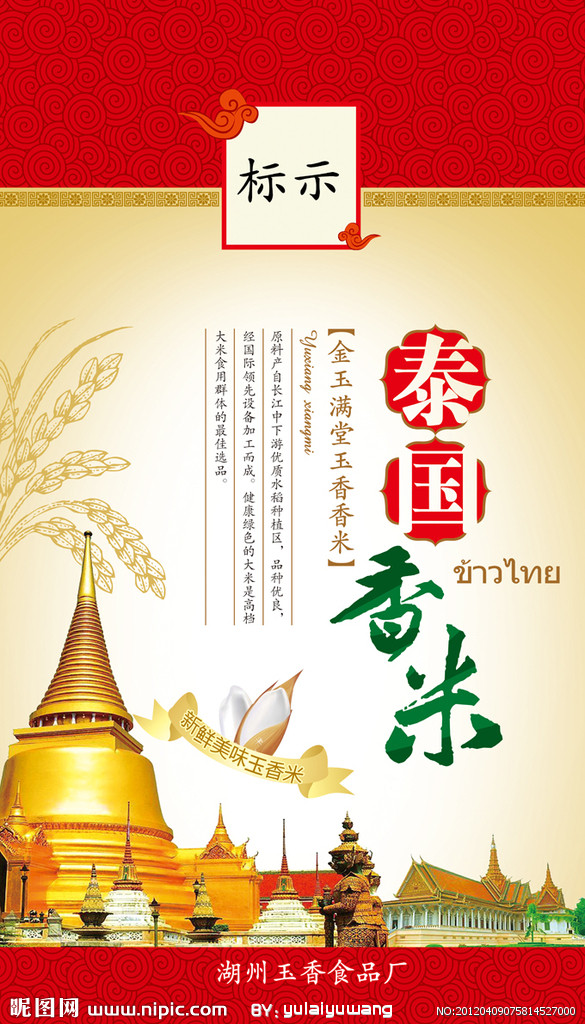 标示
泰国
香米
ข้าวไทย
【金玉满堂玉香香米】
Yuxiang xiangmi
原料产自长江中下游优质水稻种植区，品种优良，
经国际领先设备加工而成。健康绿色的大米是高档
大米食用群体的最佳选品。
新鲜美味玉香米
湖州玉香食品厂
昵图网 www.nipic.com BY: yulaiyuwang NO:20120409075814527000